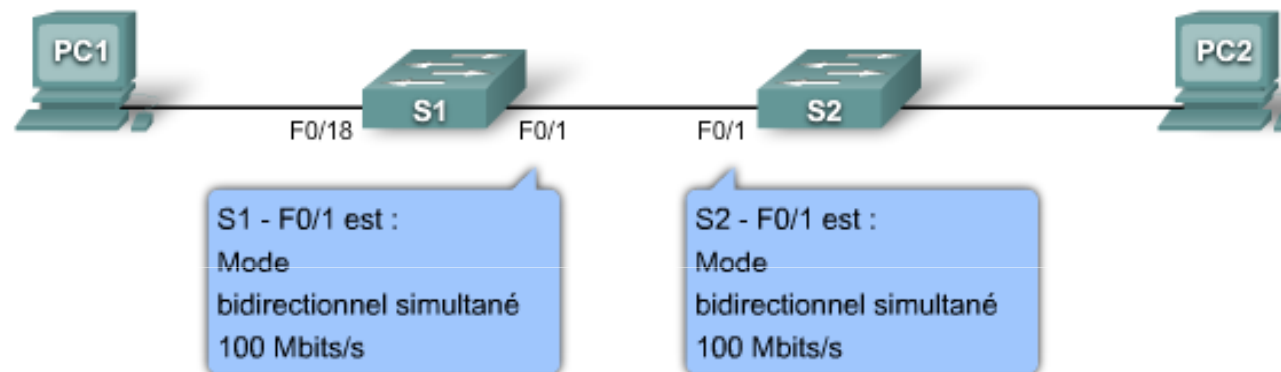 PC1
S1
S2
PC2
F0/18
F0/1
F0/1
S1 - F0/1 est :
Mode
bidirectionnel simultané
100 Mbits/s
S2 - F0/1 est :
Mode
bidirectionnel simultané
100 Mbits/s